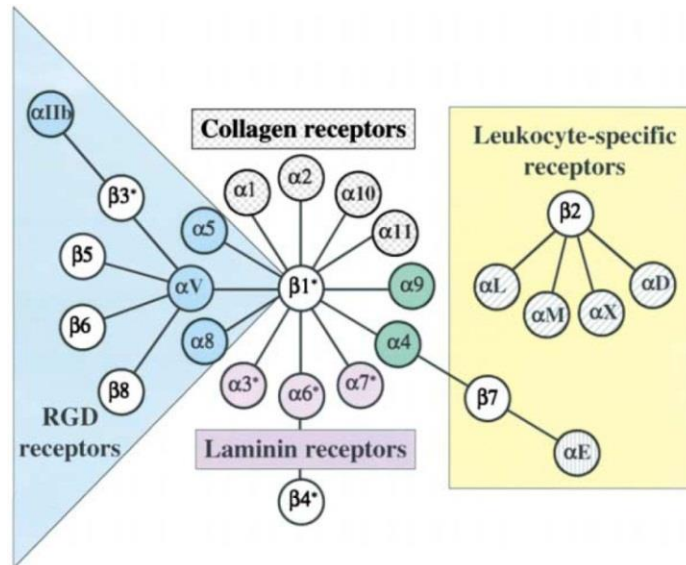 αIIb
Collagen receptors
Leukocyte-specific
receptors
β3*
α1
α2
α10
α11
β2
α5
β5
αV
β1*
α9
αL
αM
αX
αD
β6
α8
α4
β8
α3*
α6*
α7*
β7
RGD
receptors
Laminin receptors
αE
β4*